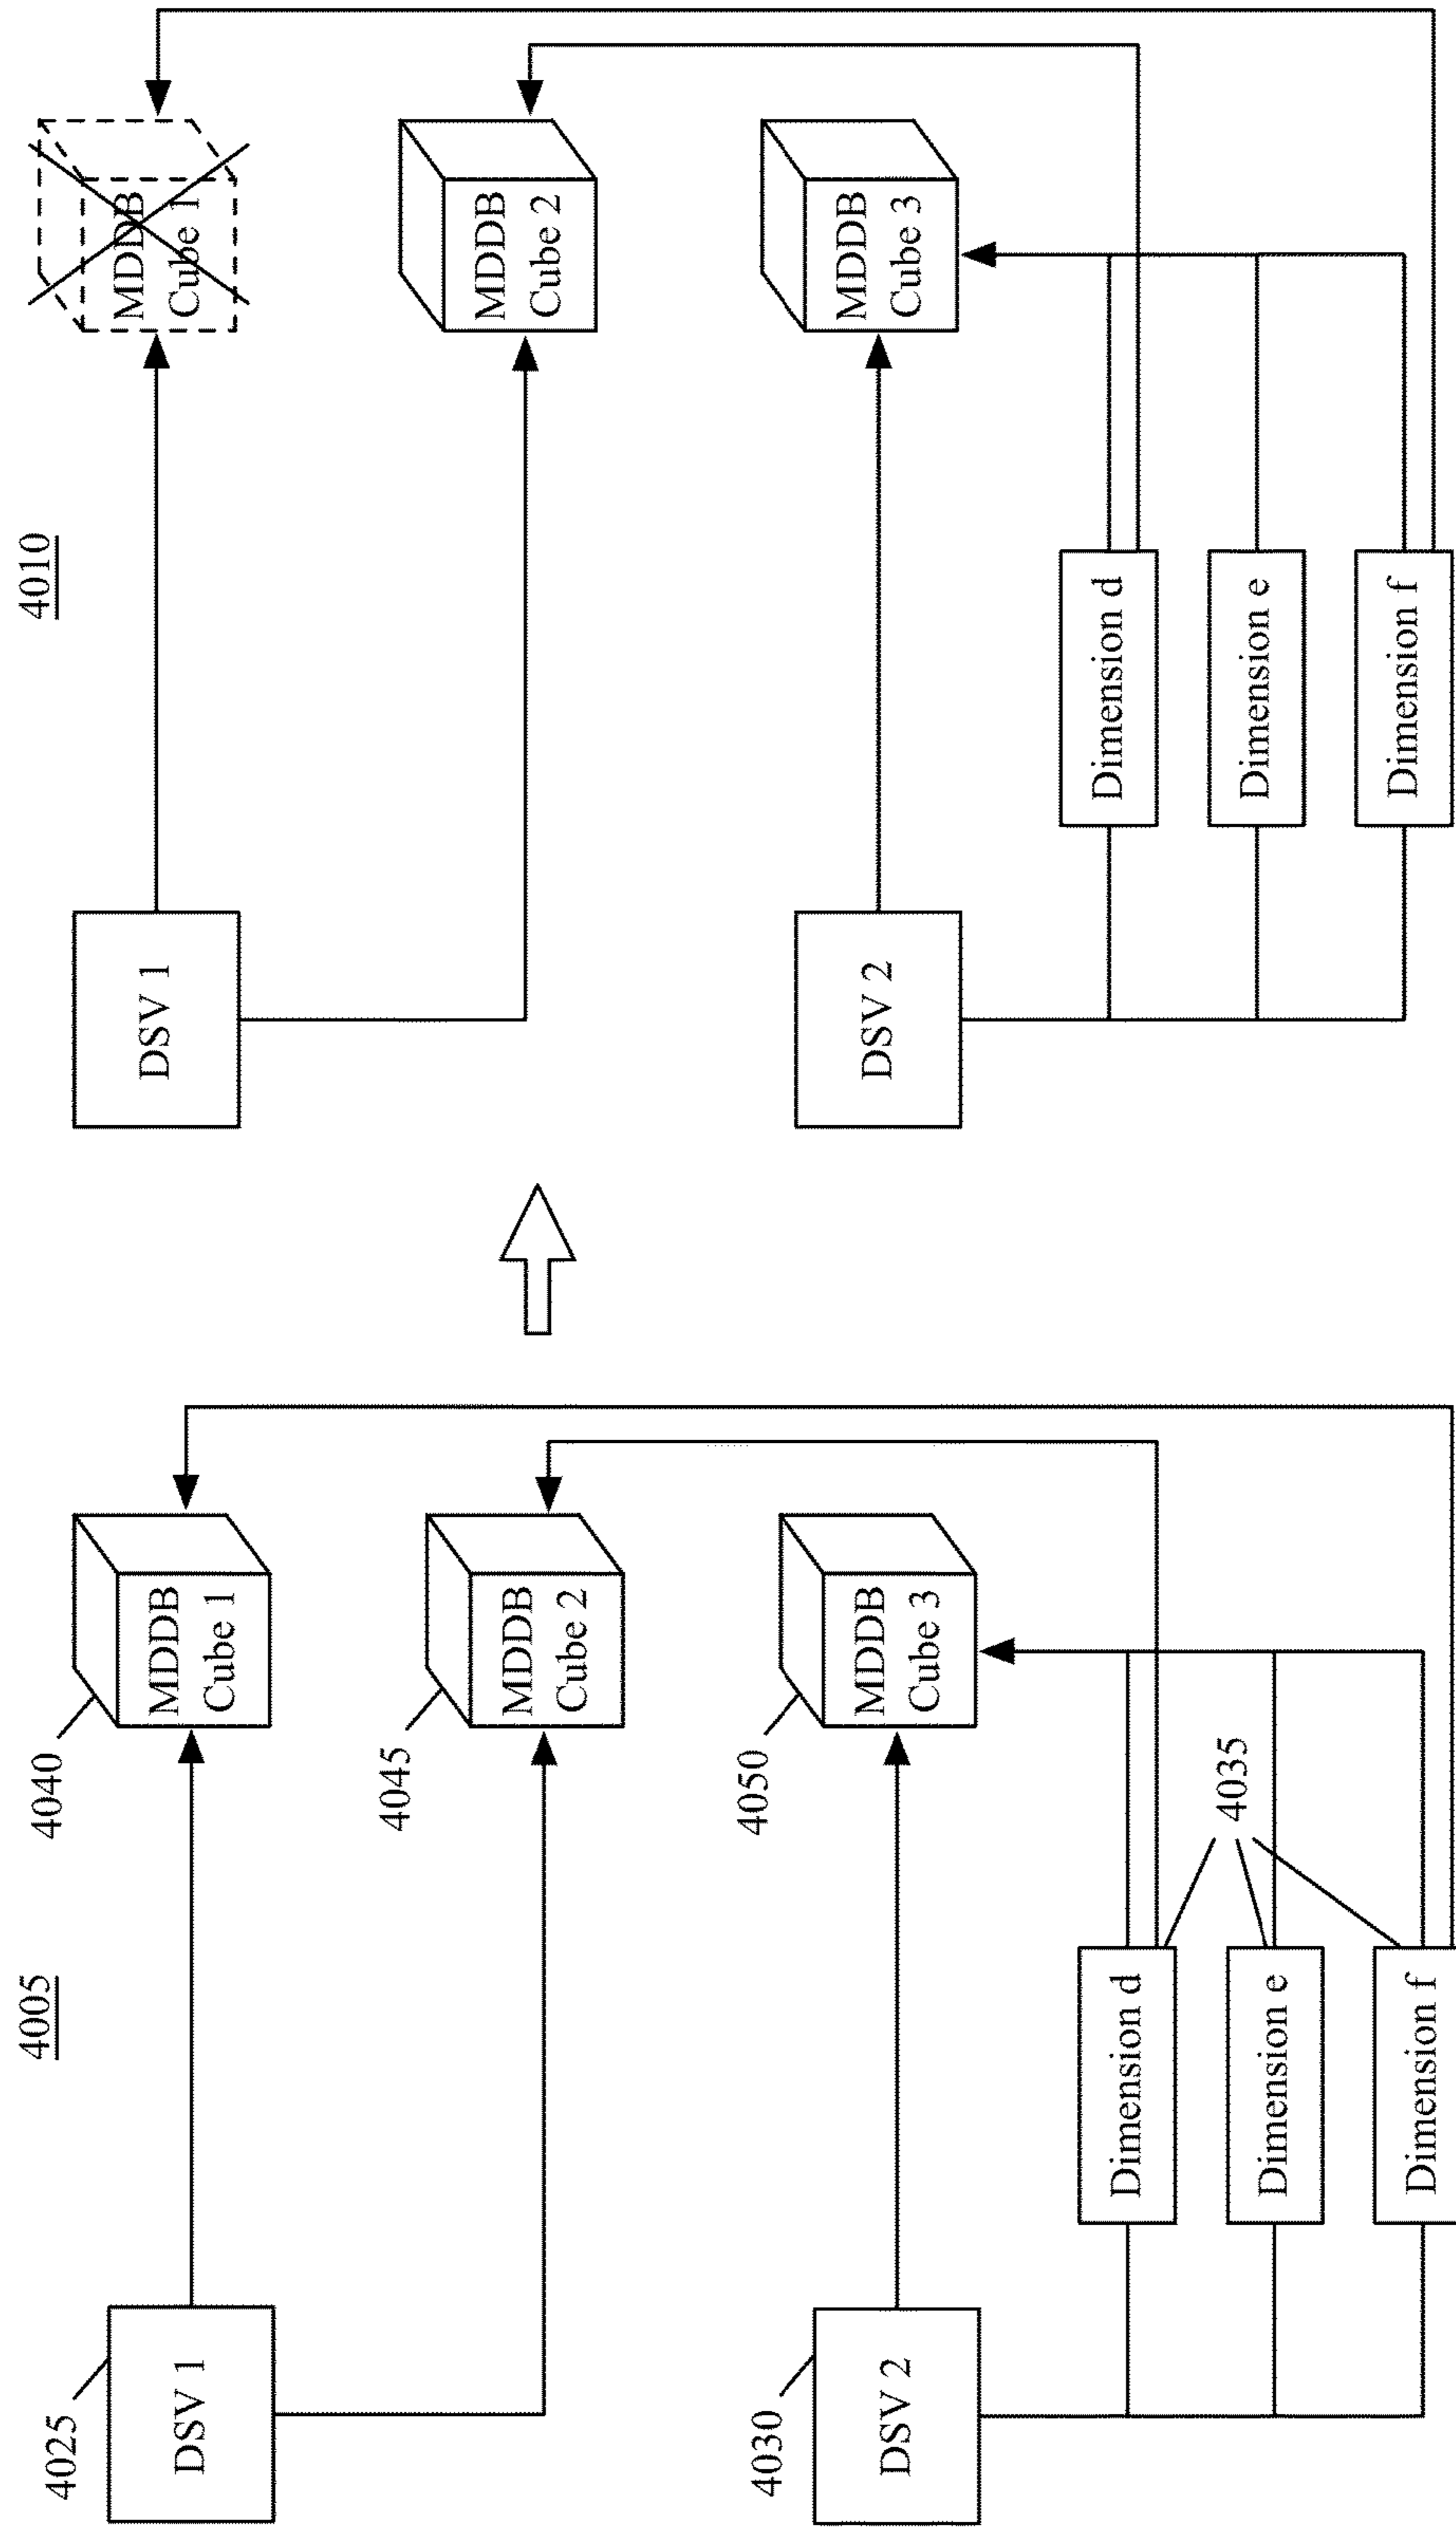 4005
4025
DSV 1
4040
MDDB
Cube 1
4045
MDDB
Cube 2
4030
DSV 2
4050
MDDB
Cube 3
4035
Dimension d
Dimension e
Dimension f
4010
DSV 1
MDDB
Cube 1
MDDB
Cube 2
DSV 2
MDDB
Cube 3
Dimension d
Dimension e
Dimension f